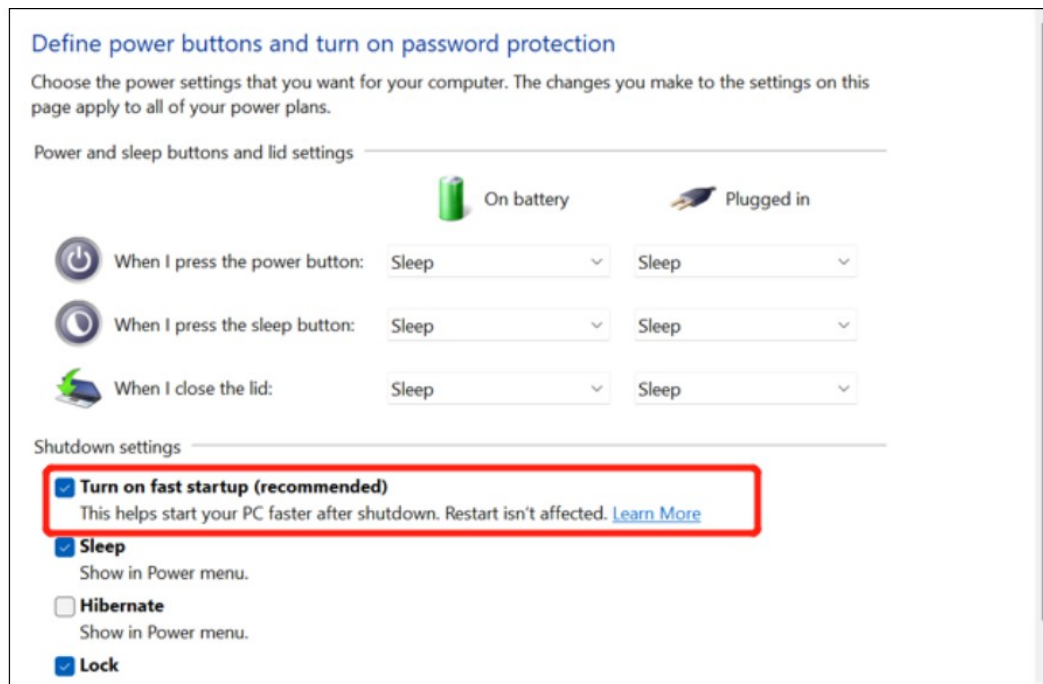 Define power buttons and turn on password protection
Choose the power settings that you want for your computer. The changes you make to the settings on this
page apply to all of your power plans.
Power and sleep buttons and lid settings
On battery Plugged in
When I press the power button: Sleep Sleep
When I press the sleep button: Sleep Sleep
When I close the lid: Sleep Sleep
Shutdown settings
Turn on fast startup (recommended)
This helps start your PC faster after shutdown. Restart isn't affected. Learn More
Sleep
Show in Power menu.
Hibernate
Show in Power menu.
Lock